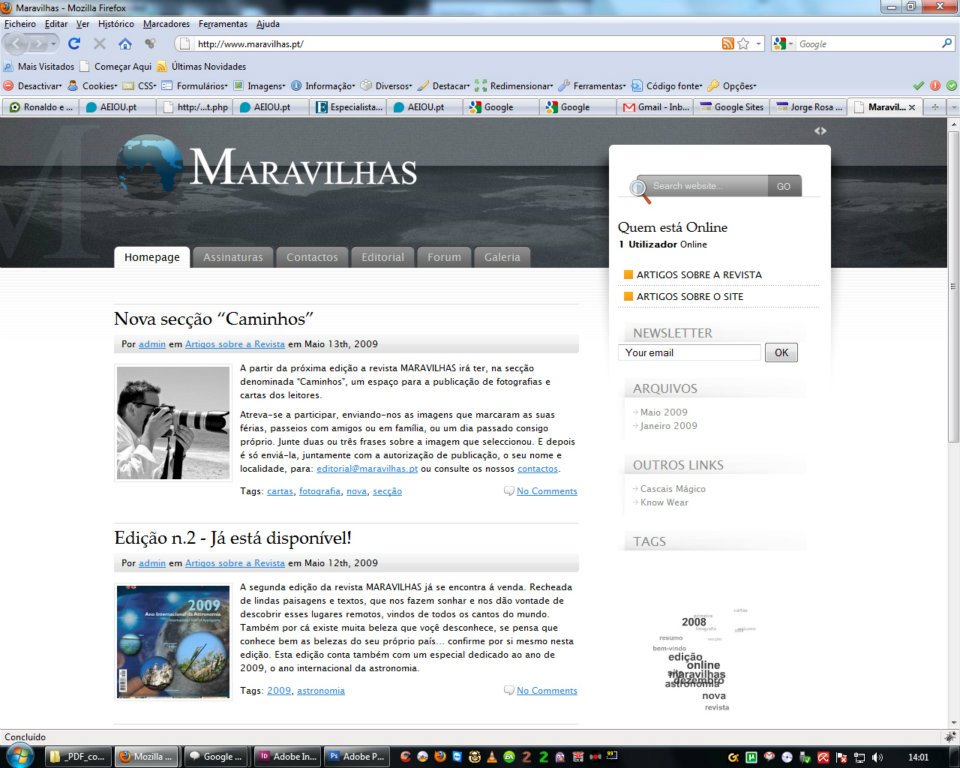 Maravilhas - Mozilla Firefox
Ficheiro Editar Ver Histórico Marcadores Ferramentas Ajuda
http://www.maravilhas.pt/
Google
Mais Visitados Começar Aqui Últimas Novidades
Desactivar Cookies CSS Formulários Imagens Informação Diversos Destacar Redimensionar Ferramentas Código fonte Opções
Ronaldo e ... AEIOU.pt http:/...t.php AEIOU.pt Especialista... AEIOU.pt Google Google Gmail - Inb... Google Sites Jorge Rosa ... Maravil...
MARAVILHAS
Search website... GO
Homepage Assinaturas Contactos Editorial Forum Galeria
Quem está Online
1 Utilizador Online
ARTIGOS SOBRE A REVISTA
ARTIGOS SOBRE O SITE
NEWSLETTER
Your email OK
ARQUIVOS
Maio 2009
Janeiro 2009
OUTROS LINKS
Cascais Mágico
Know Wear
TAGS
2008
resumo
bem-vindo
edição
online
maravilhas
dezembro
astronomia
nova
revista
Nova secção “Caminhos”
Por admin em Artigos sobre a Revista em Maio 13th, 2009
A partir da próxima edição a revista MARAVILHAS irá ter, na secção
denominada "Caminhos", um espaço para a publicação de fotografias e
cartas dos leitores.
Atreva-se a participar, enviando-nos as imagens que marcaram as suas
férias, passeios com amigos ou em família, ou um dia passado consigo
próprio. Junte duas ou três frases sobre a imagem que seleccionou. E depois
é só enviá-la, juntamente com a autorização de publicação, o seu nome e
localidade, para: editorial@maravilhas.pt ou consulte os nossos contactos.
Tags: cartas, fotografia, nova, secção No Comments
Edição n.2 - Já está disponível!
Por admin em Artigos sobre a Revista em Maio 12th, 2009
2009
Ano Internacional da Astronomia
A segunda edição da revista MARAVILHAS já se encontra á venda. Recheada
de lindas paisagens e textos, que nos fazem sonhar e nos dão vontade de
descobrir esses lugares remotos, vindos de todos os cantos do mundo.
Também por cá existe muita beleza que voçê desconhece, se pensa que
conhece bem as belezas do seu próprio país... confirme por si mesmo nesta
edição. Esta edição conta também com um especial dedicado ao ano de
2009, o ano internacional da astronomia.
Tags: 2009, astronomia No Comments
Concluído
_PDF_co... Mozilla ... Google ... Adobe In... Adobe P... 14:01